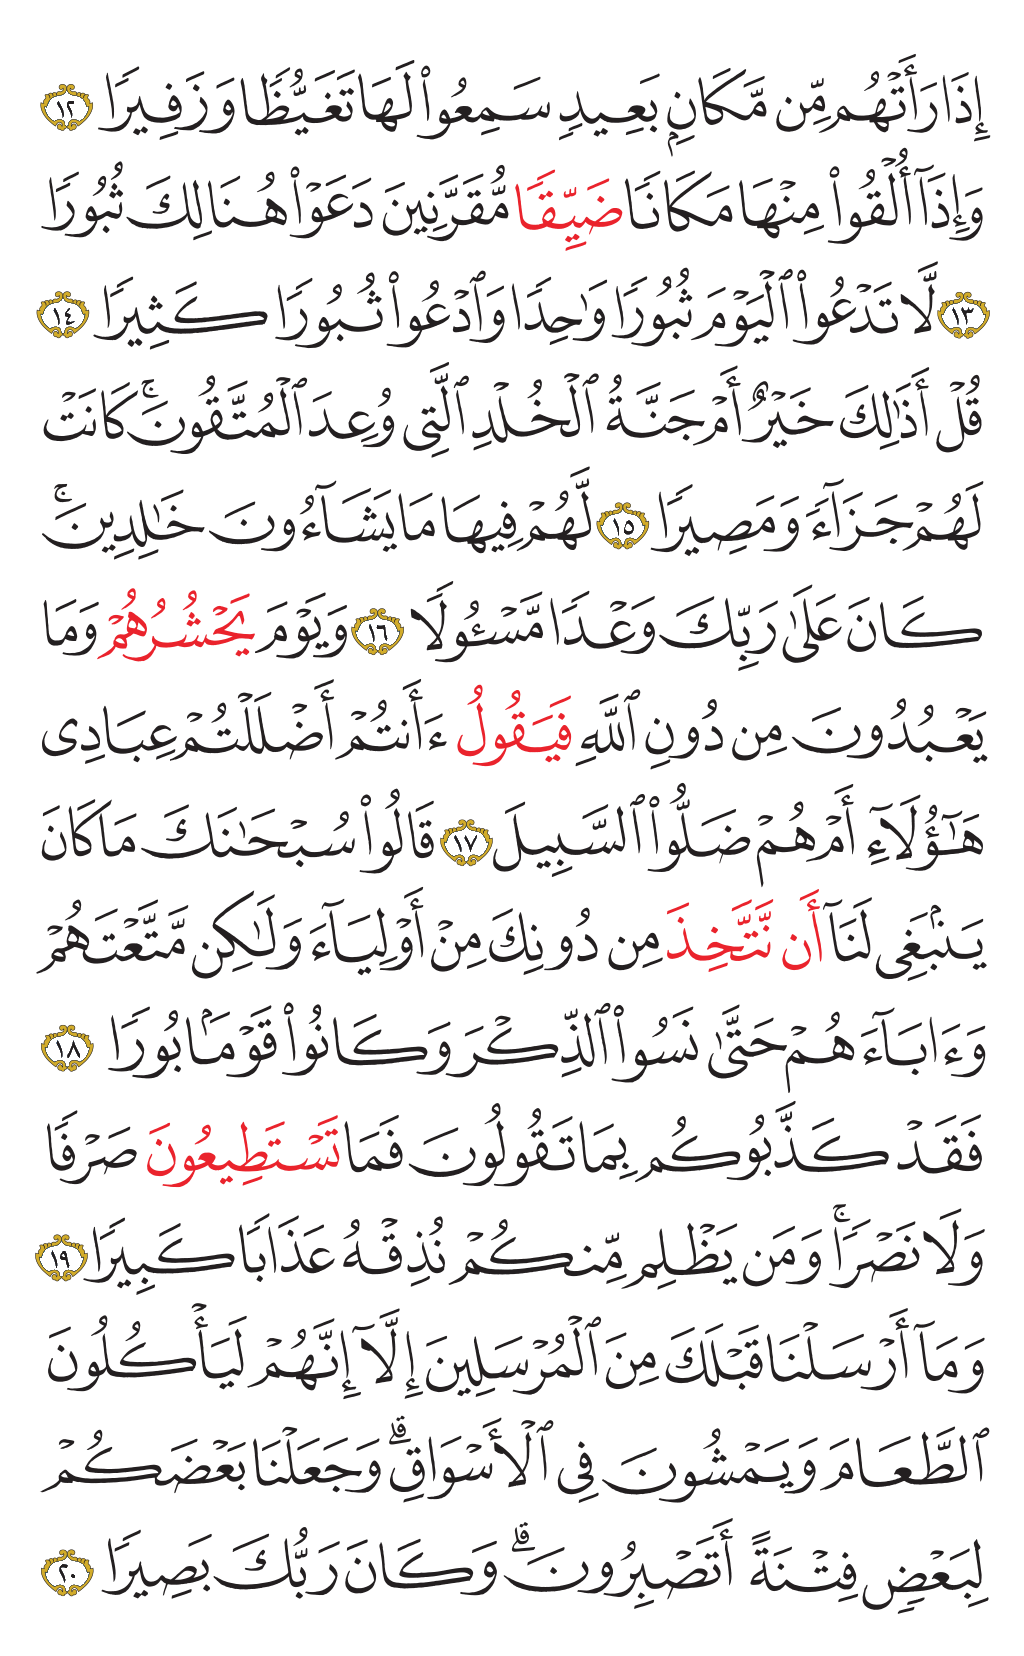 إِذَا رَأَتْهُم مِّن مَّكَانٍۭ بَعِيدٍ سَمِعُوا۟ لَهَا تَغَيُّظًا وَزَفِيرًا ١٢
وَإِذَآ أُلْقُوا۟ مِنْهَا مَكَانًا ضَيِّقًا مُّقَرَّنِينَ دَعَوْا۟ هُنَالِكَ ثُبُورًا
١٣ لَّا تَدْعُوا۟ ٱلْيَوْمَ ثُبُورًا وَٰحِدًا وَٱدْعُوا۟ ثُبُورًا كَثِيرًا ١٤
قُلْ أَذَٰلِكَ خَيْرٌ أَمْ جَنَّةُ ٱلْخُلْدِ ٱلَّتِى وُعِدَ ٱلْمُتَّقُونَ ۚ كَانَتْ
لَهُمْ جَزَآءً وَمَصِيرًا ١٥ لَّهُمْ فِيهَا مَا يَشَآءُونَ خَٰلِدِينَ ۚ
كَانَ عَلَىٰ رَبِّكَ وَعْدًا مَّسْـُٔولًا ١٦ وَيَوْمَ يَحْشُرُهُمْ وَمَا
يَعْبُدُونَ مِن دُونِ ٱللَّهِ فَيَقُولُ ءَأَنتُمْ أَضْلَلْتُمْ عِبَادِى
هَٰٓؤُلَآءِ أَمْ هُمْ ضَلُّوا۟ ٱلسَّبِيلَ ١٧ قَالُوا۟ سُبْحَٰنَكَ مَا كَانَ
يَنۢبَغِى لَنَآ أَن نَّتَّخِذَ مِن دُونِكَ مِنْ أَوْلِيَآءَ وَلَٰكِن مَّتَّعْتَهُمْ
وَءَابَآءَهُمْ حَتَّىٰ نَسُوا۟ ٱلذِّكْرَ وَكَانُوا۟ قَوْمًۢا بُورًا ١٨
فَقَدْ كَذَّبُوكُم بِمَا تَقُولُونَ فَمَا تَسْتَطِيعُونَ صَرْفًا
وَلَا نَصْرًا ۚ وَمَن يَظْلِم مِّنكُمْ نُذِقْهُ عَذَابًا كَبِيرًا ١٩
وَمَآ أَرْسَلْنَا قَبْلَكَ مِنَ ٱلْمُرْسَلِينَ إِلَّآ إِنَّهُمْ لَيَأْكُلُونَ
ٱلطَّعَامَ وَيَمْشُونَ فِى ٱلْأَسْوَاقِ ۗ وَجَعَلْنَا بَعْضَكُمْ
لِبَعْضٍ فِتْنَةً أَتَصْبِرُونَ ۗ وَكَانَ رَبُّكَ بَصِيرًا ٢٠